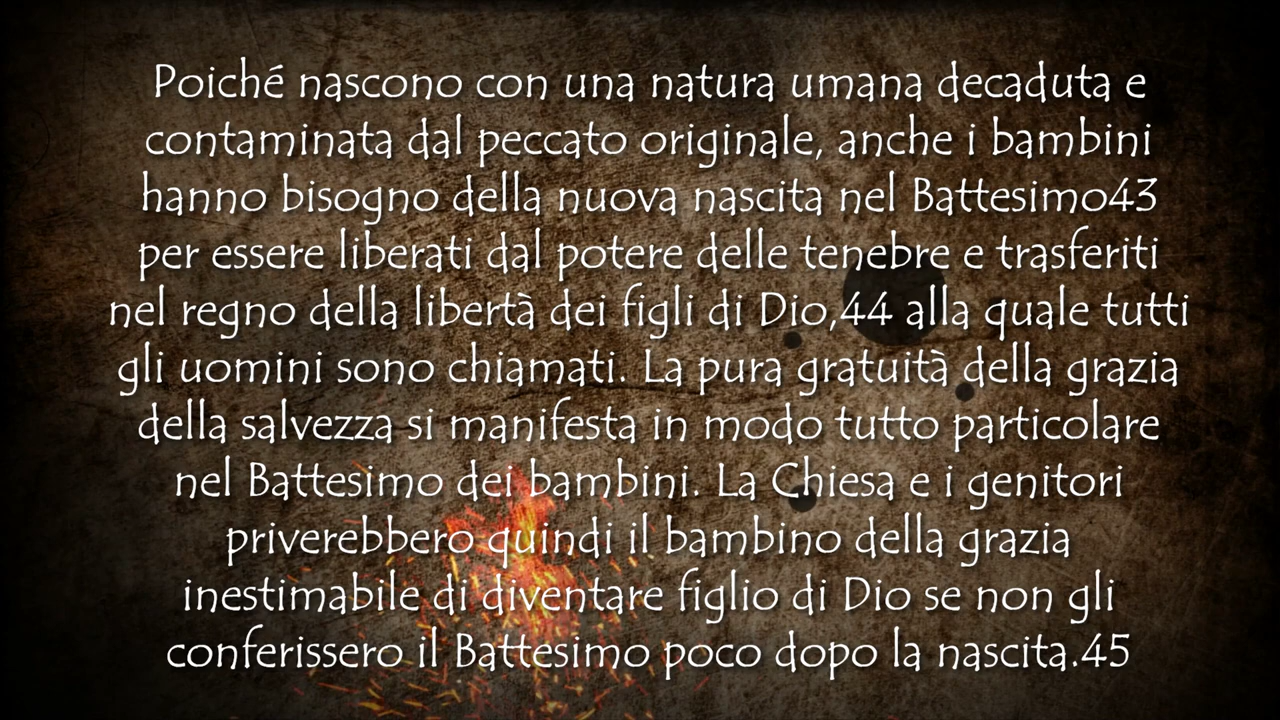 Poiché nascono con una natura umana decaduta e
contaminata dal peccato originale, anche i bambini
hanno bisogno della nuova nascita nel Battesimo43
per essere liberati dal potere delle tenebre e trasferiti
nel regno della libertà dei figli di Dio,44 alla quale tutti
gli uomini sono chiamati. La pura gratuità della grazia
della salvezza si manifesta in modo tutto particolare
nel Battesimo dei bambini. La Chiesa e i genitori
priverebbero quindi il bambino della grazia
inestimabile di diventare figlio di Dio se non gli
conferissero il Battesimo poco dopo la nascita.45